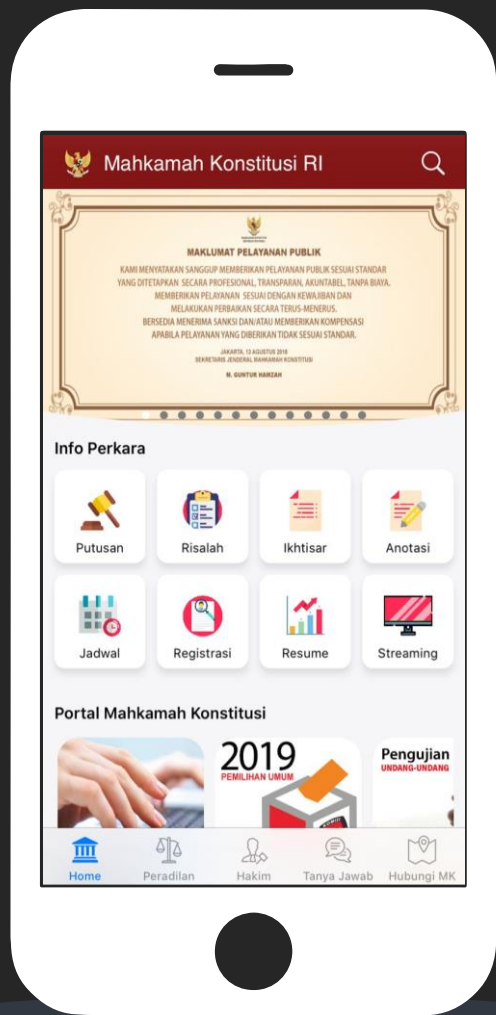 Mahkamah Konstitusi RI
MAKLUMAT PELAYANAN PUBLIK
KAMI MENYATAKAN SANGGUP MEMBERIKAN PELAYANAN PUBLIK SESUAI STANDAR
YANG DITETAPKAN SECARA PROFESIONAL, TRANSPARAN, AKUNTABEL, TANPA BIAYA.
MEMBERIKAN PELAYANAN SESUAI DENGAN KEWAJIBAN DAN
MELAKUKAN PERBAIKAN SECARA TERUS-MENERUS.
BERSEDIA MENERIMA SANKSI DAN/ATAU MEMBERIKAN KOMPENSASI
APABILA PELAYANAN YANG DIBERIKAN TIDAK SESUAI STANDAR.
JAKARTA, 13 AGUSTUS 2018
SEKRETARIS JENDERAL MAHKAMAH KONSTITUSI
M. GUNTUR HAMZAH
Info Perkara
Putusan
Risalah
Ikhtisar
Anotasi
Jadwal
Registrasi
Resume
Streaming
Portal Mahkamah Konstitusi
2019
PEMILIHAN UMUM
Pengujian
UNDANG-UNDANG
Home
Peradilan
Hakim
Tanya Jawab
Hubungi MK